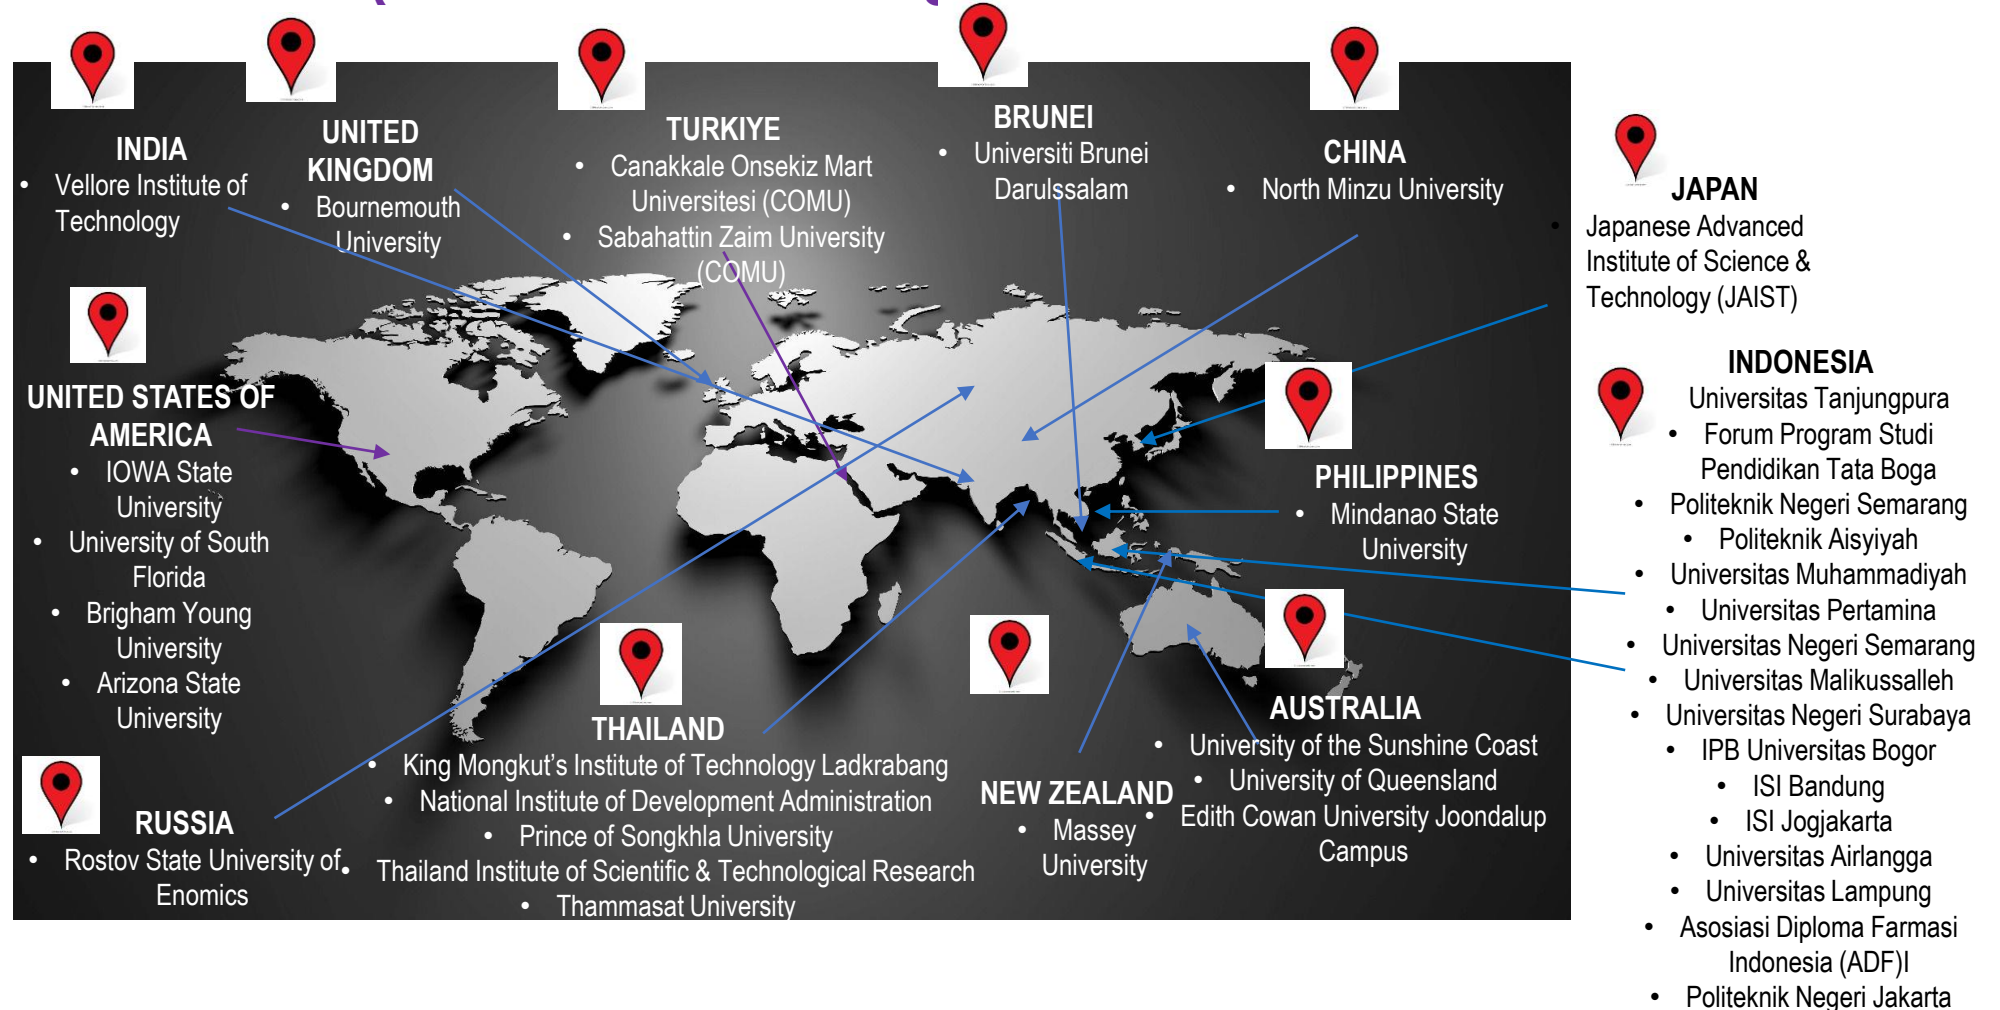 INDIA
• Vellore Institute of
Technology
UNITED
KINGDOM
• Bournemouth
University
TURKIYE
• Canakkale Onsekiz Mart
Universitesi (COMU)
• Sabahattin Zaim University
(COMU)
BRUNEI
• Universiti Brunei
Darulssalam
CHINA
• North Minzu University
JAPAN
• Japanese Advanced
Institute of Science &
Technology (JAIST)
UNITED STATES OF
AMERICA
• IOWA State
University
• University of South
Florida
• Brigham Young
University
• Arizona State
University
PHILIPPINES
• Mindanao State
University
INDONESIA
Universitas Tanjungpura
• Forum Program Studi
Pendidikan Tata Boga
• Politeknik Negeri Semarang
• Politeknik Aisyiyah
• Universitas Muhammadiyah
• Universitas Pertamina
• Universitas Negeri Semarang
• Universitas Malikussalleh
• Universitas Negeri Surabaya
• IPB Universitas Bogor
• ISI Bandung
• ISI Jogjakarta
• Universitas Airlangga
• Universitas Lampung
• Asosiasi Diploma Farmasi
Indonesia (ADF)I
• Politeknik Negeri Jakarta
RUSSIA
• Rostov State University of
Enomics
THAILAND
• King Mongkut's Institute of Technology Ladkrabang
• National Institute of Development Administration
• Prince of Songkhla University
• Thailand Institute of Scientific & Technological Research
• Thammasat University
NEW ZEALAND
• Massey
University
AUSTRALIA
• University of the Sunshine Coast
• University of Queensland
• Edith Cowan University Joondalup
Campus